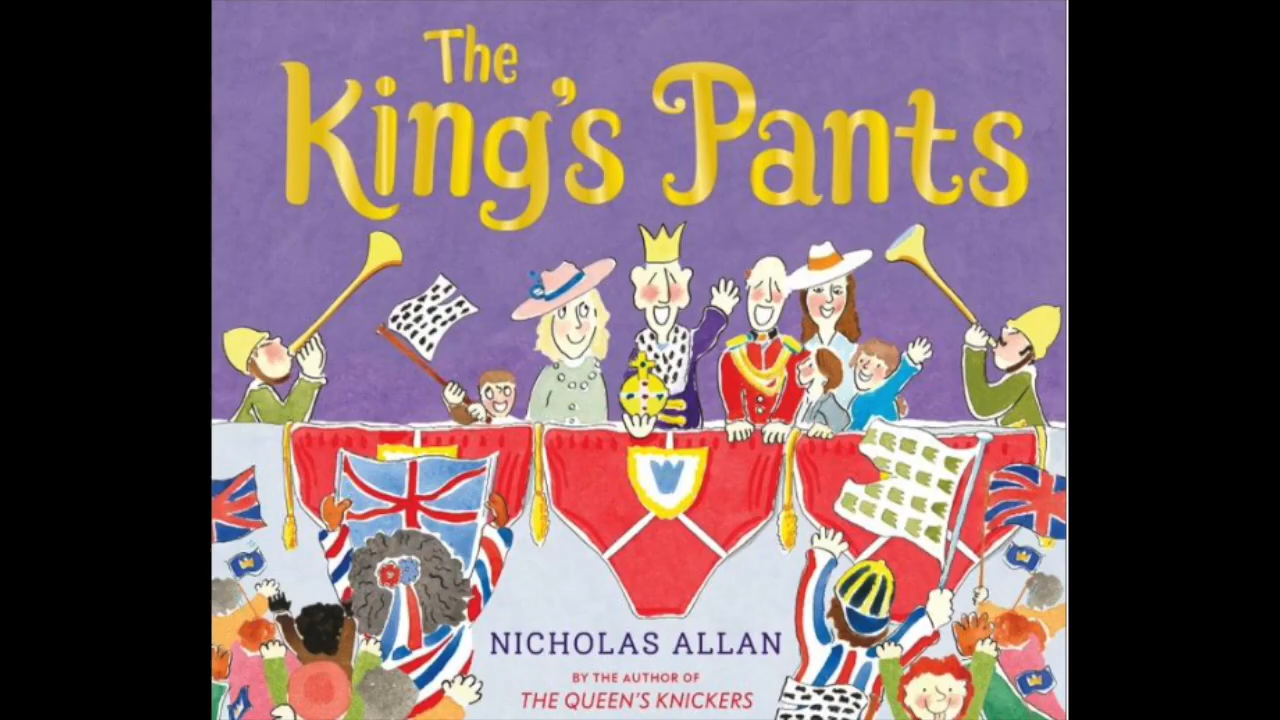 The
King's Pants
NICHOLAS ALLAN
BY THE AUTHOR OF
THE QUEEN'S KNICKERS